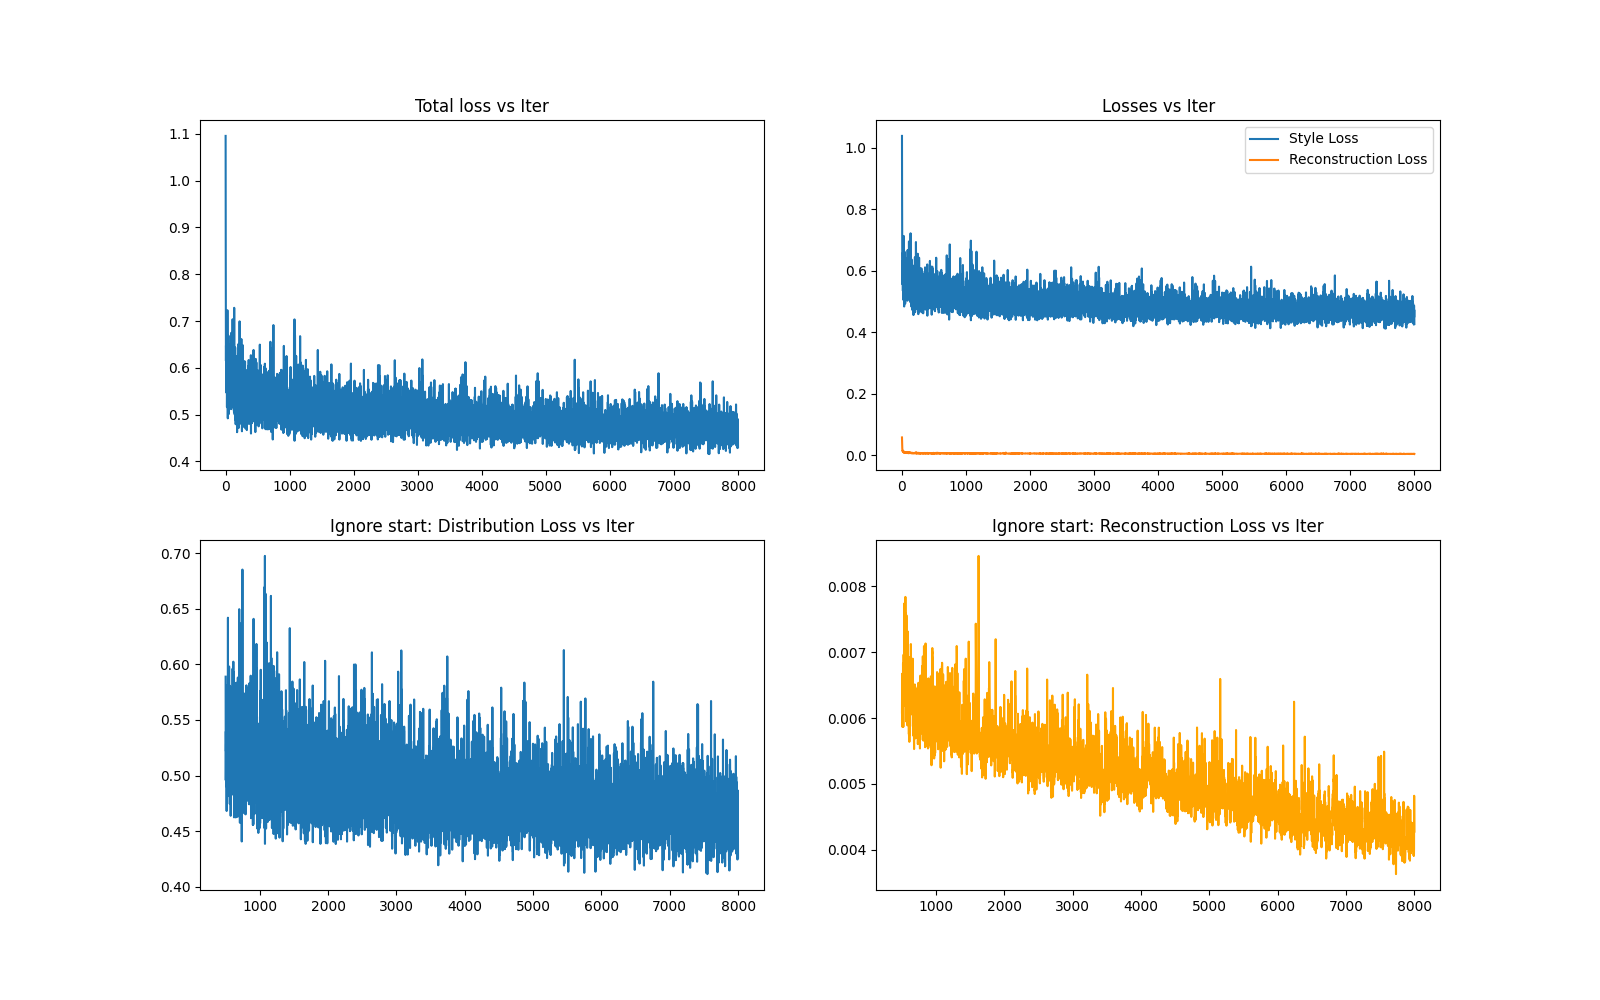 Total loss vs Iter
1.1
1.0
0.9
0.8
0.7
0.6
0.5
0.4
0 1000 2000 3000 4000 5000 6000 7000 8000
Losses vs Iter
Style Loss
Reconstruction Loss
1.0
0.8
0.6
0.4
0.2
0.0
0 1000 2000 3000 4000 5000 6000 7000 8000
Ignore start: Distribution Loss vs Iter
0.70
0.65
0.60
0.55
0.50
0.45
0.40
1000 2000 3000 4000 5000 6000 7000 8000
Ignore start: Reconstruction Loss vs Iter
0.008
0.007
0.006
0.005
0.004
1000 2000 3000 4000 5000 6000 7000 8000